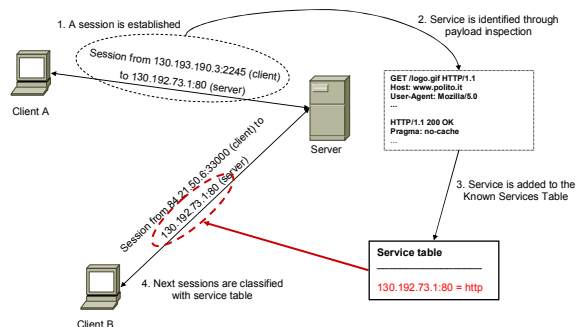 1. A session is established
2. Service is identified through
payload inspection
Session from 130.193.190.3:2245 (client)
to 130.192.73.1:80 (server)
Client A
Server
GET /logo.gif HTTP/1.1
Host: www.polito.it
User-Agent: Mozilla/5.0
...
HTTP/1.1 200 OK
Pragma: no-cache
...
Session from 84.21.50.6:33000 (client) to
130.192.73.1:80 (server)
3. Service is added to the
Known Services Table
Service table
130.192.73.1:80 = http
4. Next sessions are classified
with service table
Client B